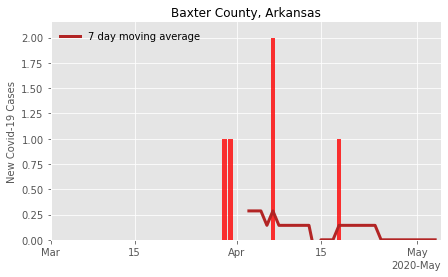 Baxter County, Arkansas
7 day moving average
New Covid-19 Cases
2.00
1.75
1.50
1.25
1.00
0.75
0.50
0.25
0.00
Mar
15
Apr
15
May
2020-May